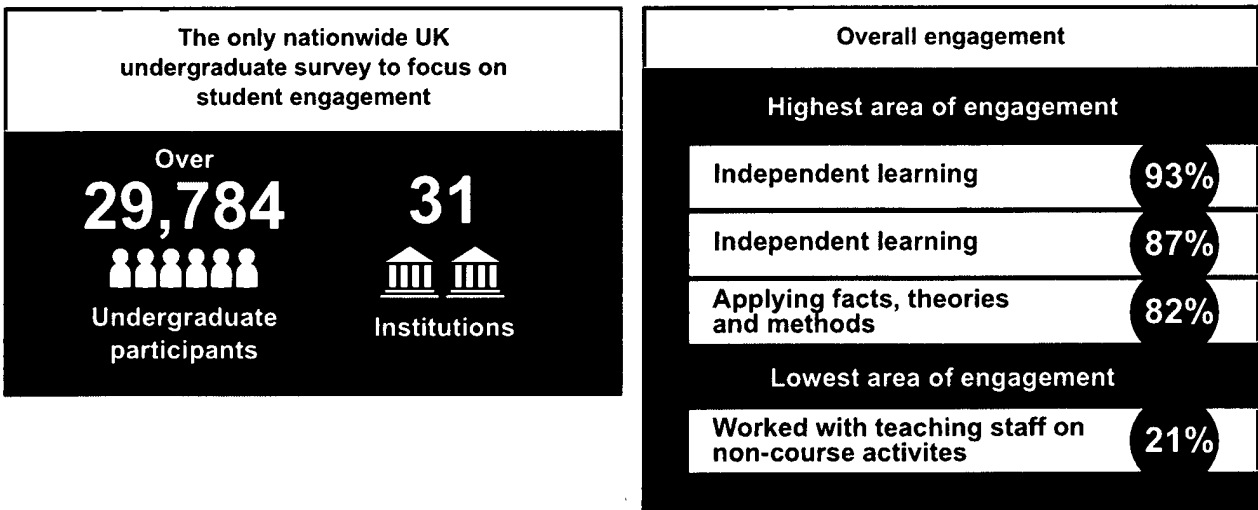 The only nationwide UK
undergraduate survey to focus on
student engagement
Over
29,784
Undergraduate
participants
31
Institutions
Overall engagement
Highest area of engagement
Independent learning 93%
Independent learning 87%
Applying facts, theories
and methods 82%
Lowest area of engagement
Worked with teaching staff on
non-course activites 21%